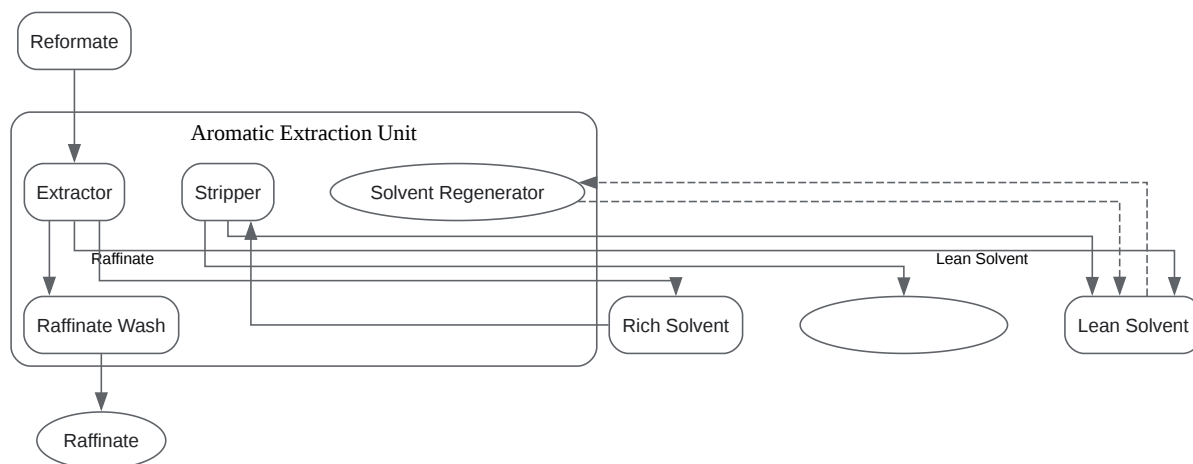 Reformate
Aromatic Extraction Unit
Extractor
Stripper
Solvent Regenerator
Raffinate
Lean Solvent
Raffinate Wash
Rich Solvent
Lean Solvent
Raffinate